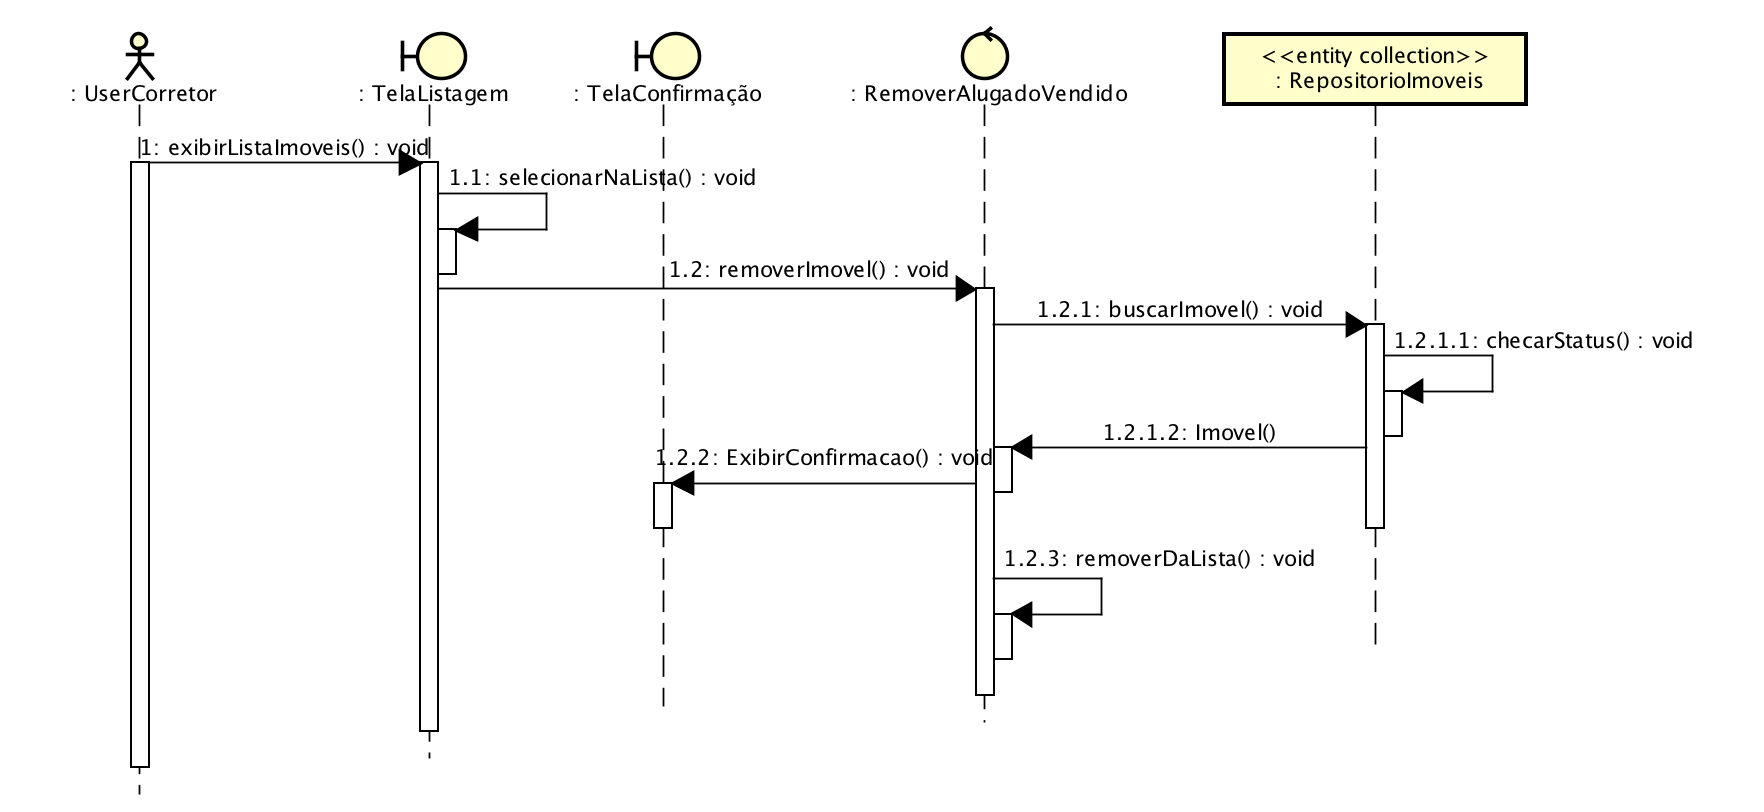 : UserCorretor
: TelaListagem
: TelaConfirmação
: RemoverAlugadoVendido
<<entity collection>>
: RepositorioImoveis
1: exibirListaImoveis() : void
1.1: selecionarNaLista() : void
1.2: removerImovel() : void
1.2.1: buscarImovel() : void
1.2.1.1: checarStatus() : void
1.2.1.2: Imovel()
1.2.2: ExibirConfirmacao() : void
1.2.3: removerDaLista() : void